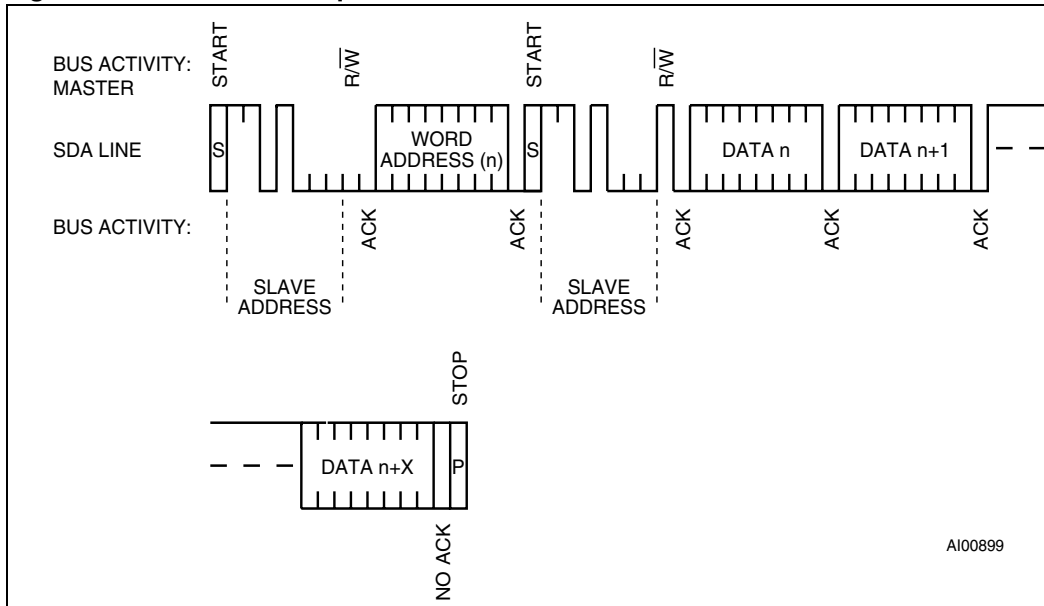 START
R/W
START
R/W
BUS ACTIVITY:
MASTER
SDA LINE
S
WORD
ADDRESS (n)
S
DATA n
DATA n+1
BUS ACTIVITY:
ACK
ACK
ACK
ACK
ACK
SLAVE
ADDRESS
SLAVE
ADDRESS
STOP
DATA n+X
P
NO ACK
AI00899